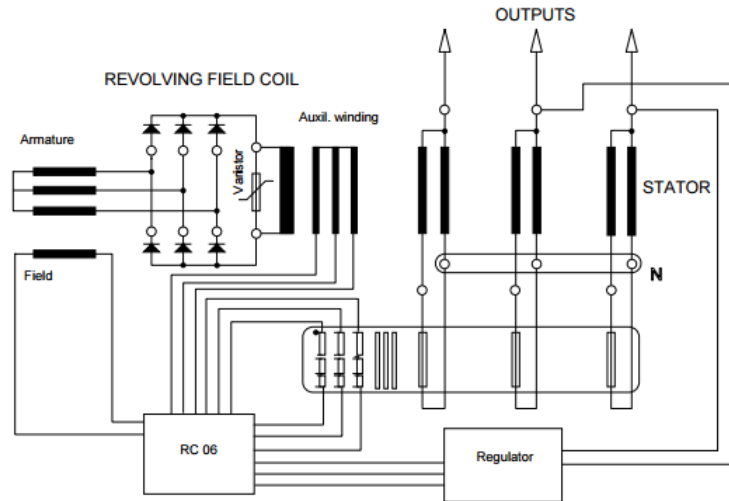 OUTPUTS
REVOLVING FIELD COIL
Auxil. winding
Armature
Varistor
STATOR
Field
N
RC 06
Regulator